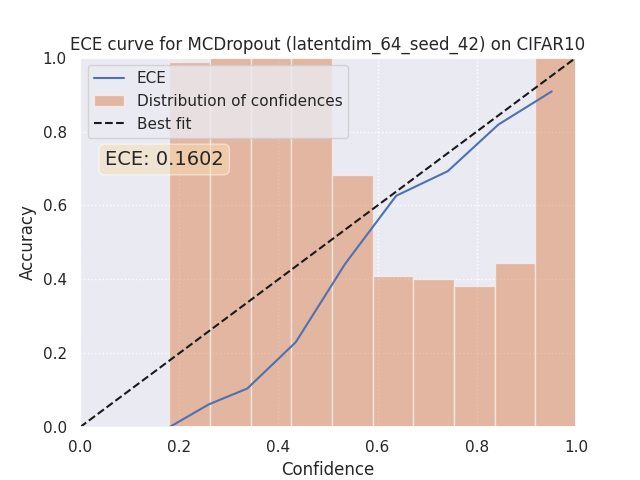 ECE curve for MCDropout (latentdim_64_seed_42) on CIFAR10
1.0
0.8
0.6
0.4
0.2
0.0
Accuracy
ECE
Distribution of confidences
Best fit
ECE: 0.1602
0.0 0.2 0.4 0.6 0.8 1.0
Confidence